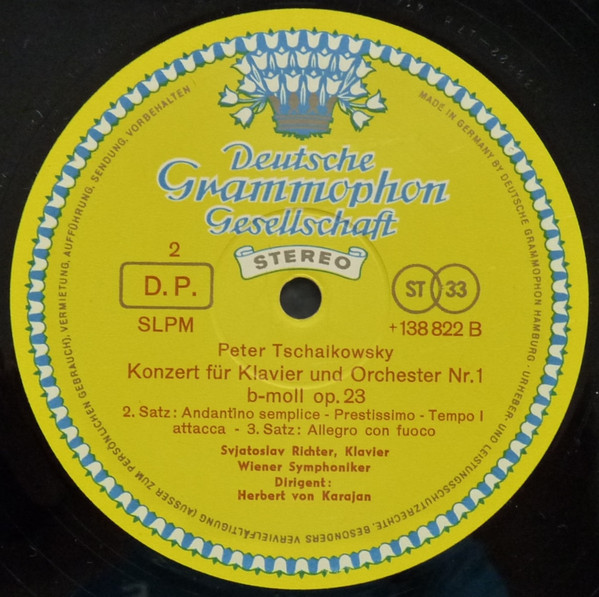 Deutsche
Grammophon
Gesellschaft
STEREO
2
D.P.
SLPM
ST 33
+138 822 B
Peter Tschaikowsky
Konzert für Klavier und Orchester Nr.1
b-moll op.23
2. Satz: Andantino semplice - Prestissimo - Tempo I
attacca - 3. Satz: Allegro con fuoco
Svjatoslav Richter, Klavier
Wiener Symphoniker
Dirigent:
Herbert von Karajan
MADE IN GERMANY BY DEUTSCHE GRAMMOPHON HAMBURG · URHEBER- UND LEISTUNGSSCHUTZRECHTE, BESONDERS VERVIELFÄLTIGUNG (AUSSER ZUM PERSÖNLICHEN GEBRAUCH), VERMIETUNG, AUFFÜHRUNG, SENDUNG, VORBEHALTEN!